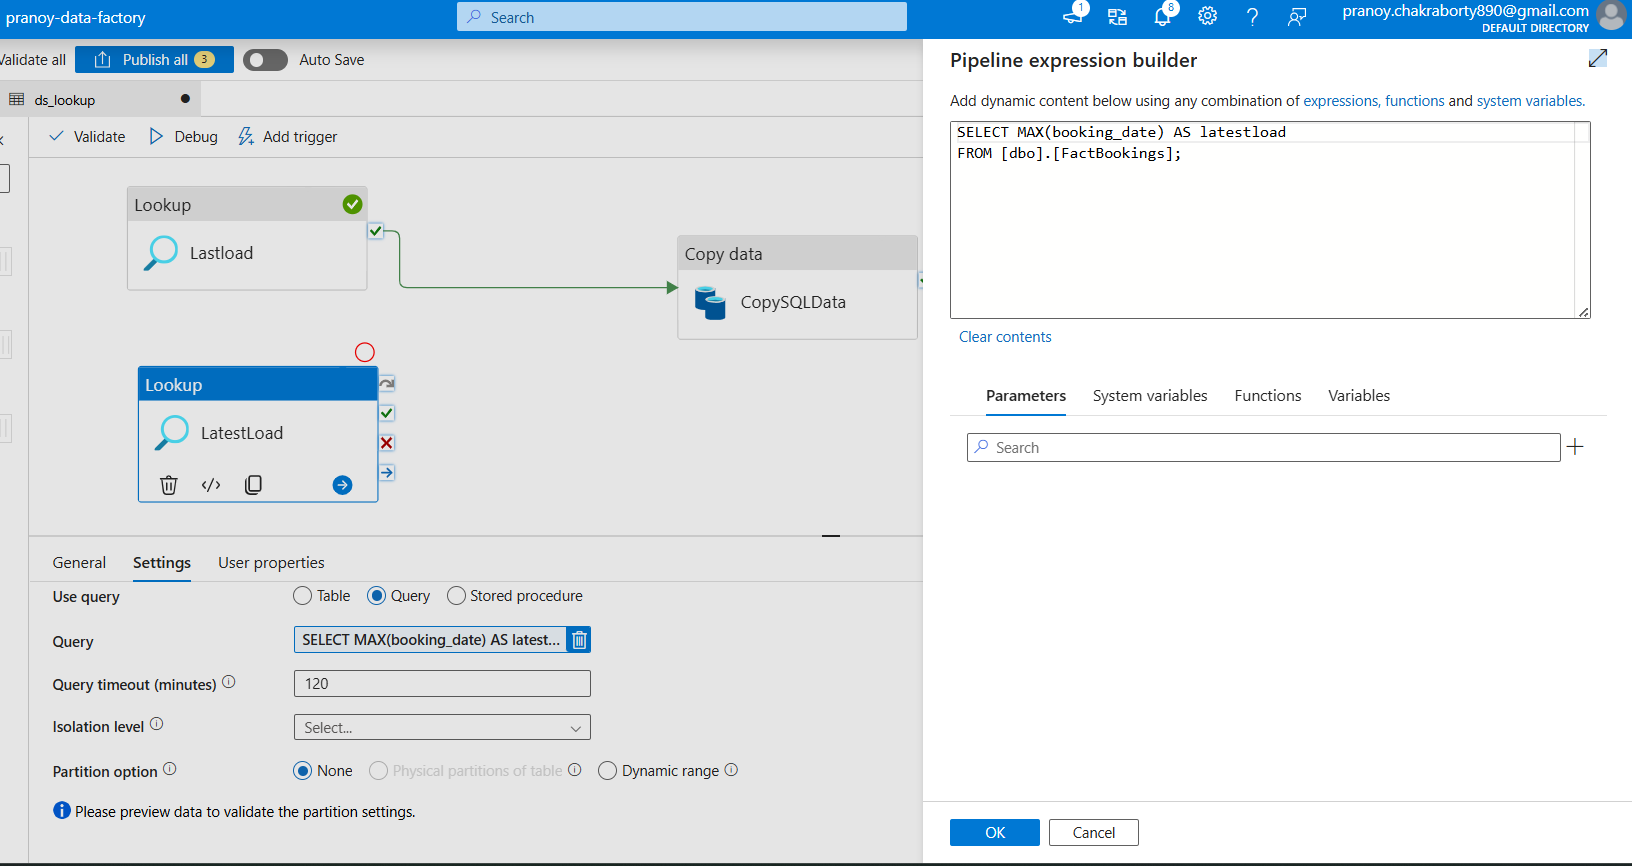 pranoy-data-factory
Search
1
8
pranoy.chakraborty890@gmail.com
DEFAULT DIRECTORY
Validate all
Publish all 3
Auto Save
ds_lookup
Validate
Debug
Add trigger
Lookup
Lastload
Copy data
CopySQLData
Lookup
LatestLoad
General
Settings
User properties
Use query
Table
Query
Stored procedure
Query
SELECT MAX(booking_date) AS latest...
Query timeout (minutes)
120
Isolation level
Select...
Partition option
None
Physical partitions of table
Dynamic range
Please preview data to validate the partition settings.
Pipeline expression builder
Add dynamic content below using any combination of expressions, functions and system variables.
SELECT MAX(booking_date) AS latestload
FROM [dbo].[FactBookings];
Clear contents
Parameters
System variables
Functions
Variables
Search
OK
Cancel